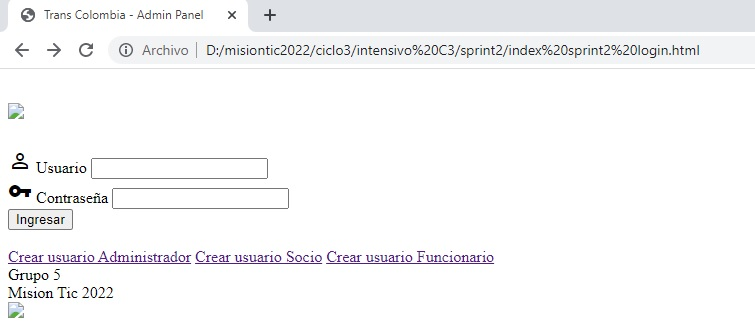 Trans Colombia - Admin Panel
Archivo D:/misiontic2022/ciclo3/intensivo%20C3/sprint2/index%20sprint2%20login.html
Usuario
Contraseña
Ingresar
Crear usuario Administrador Crear usuario Socio Crear usuario Funcionario
Grupo 5
Mision Tic 2022